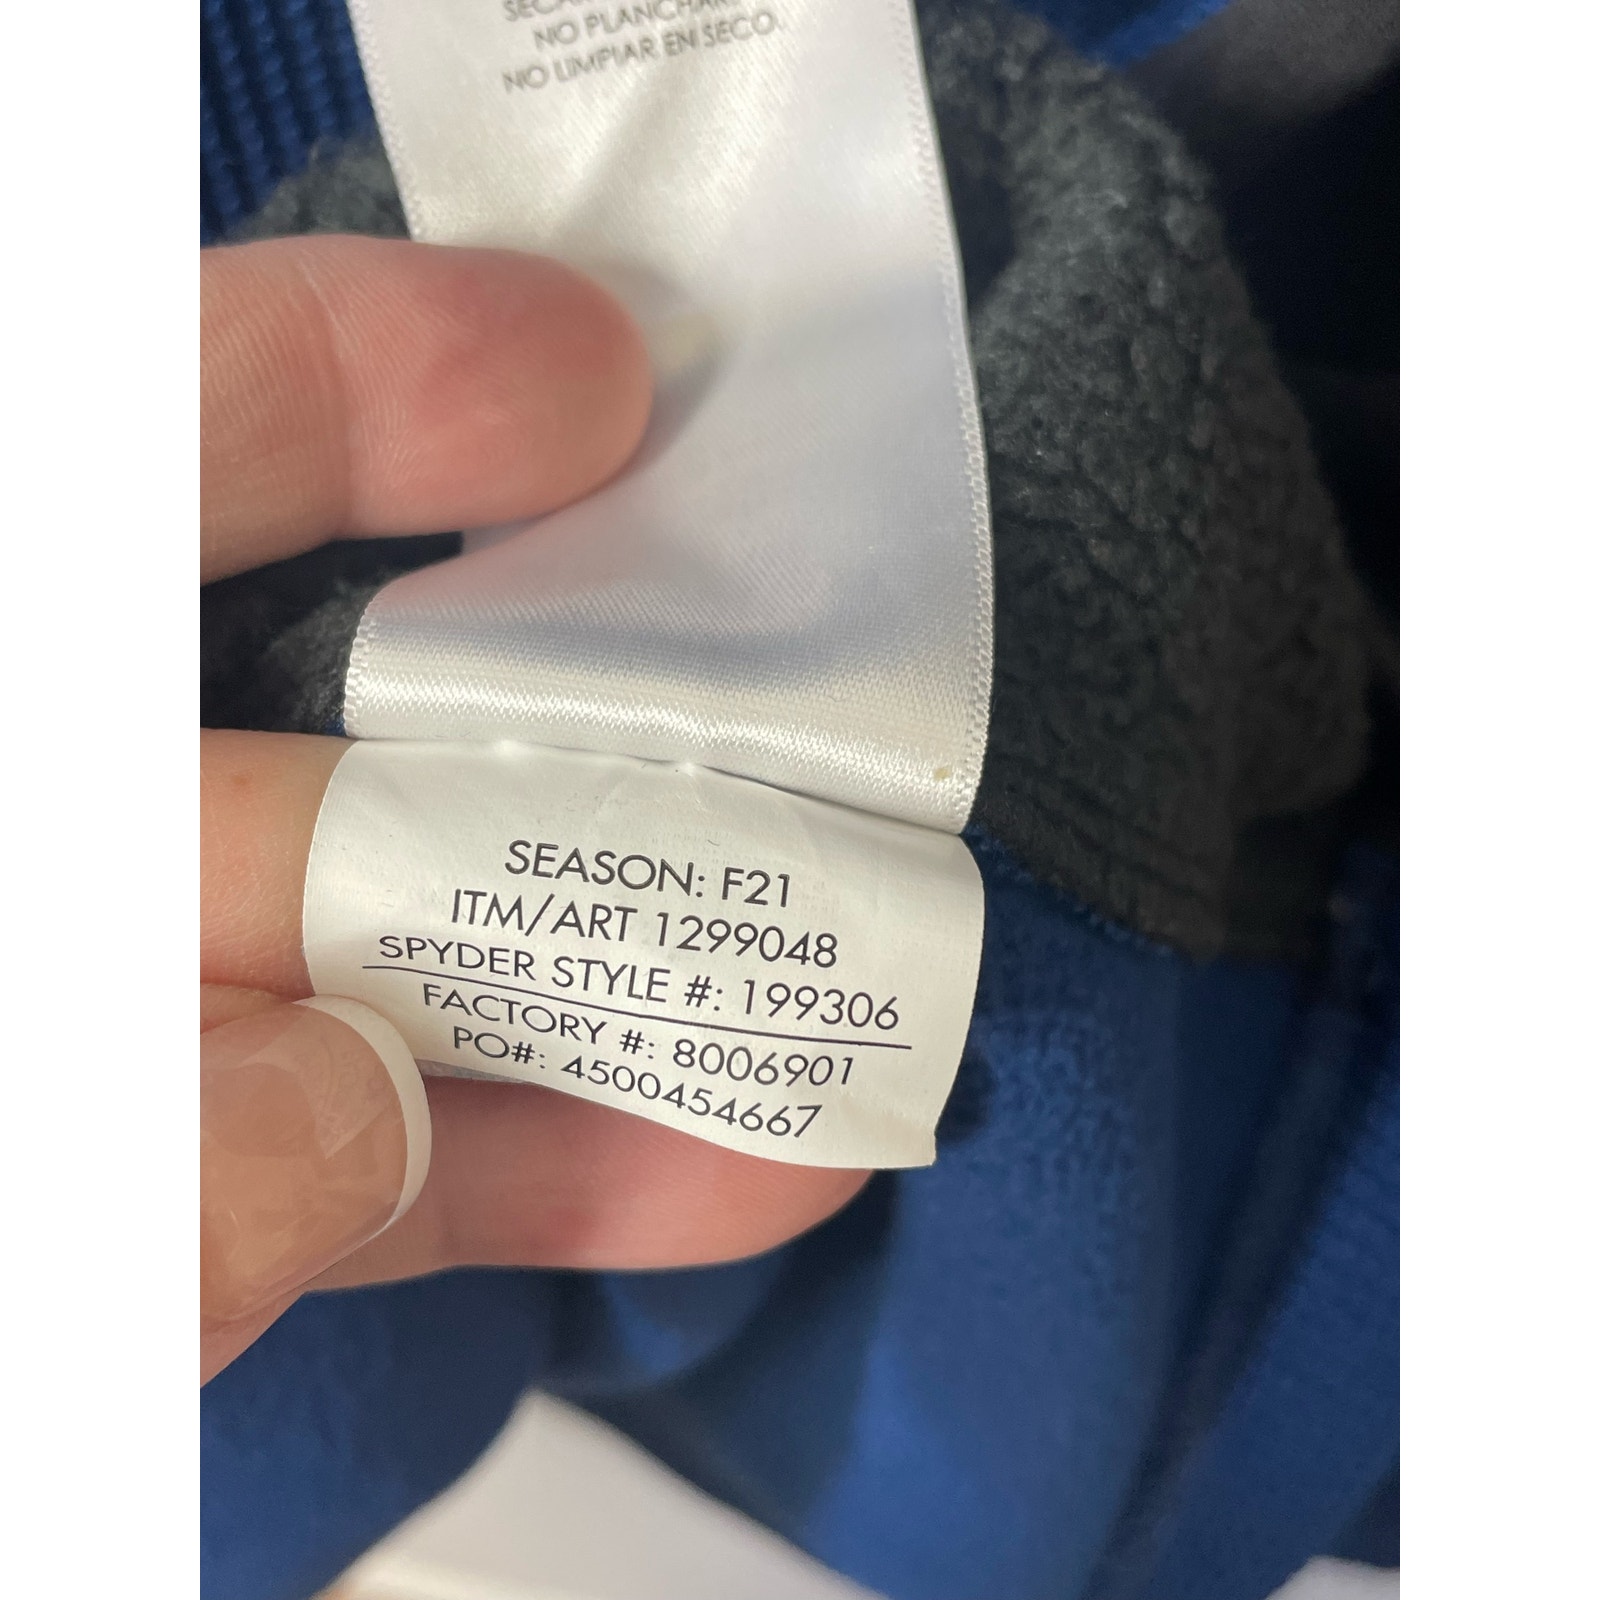 NO PLANCHAR
NO LIMPIAR EN SECO
SEASON: F21
ITM/ART 1299048
SPYDER STYLE #: 199306
FACTORY #: 8006901
PO#: 4500454667